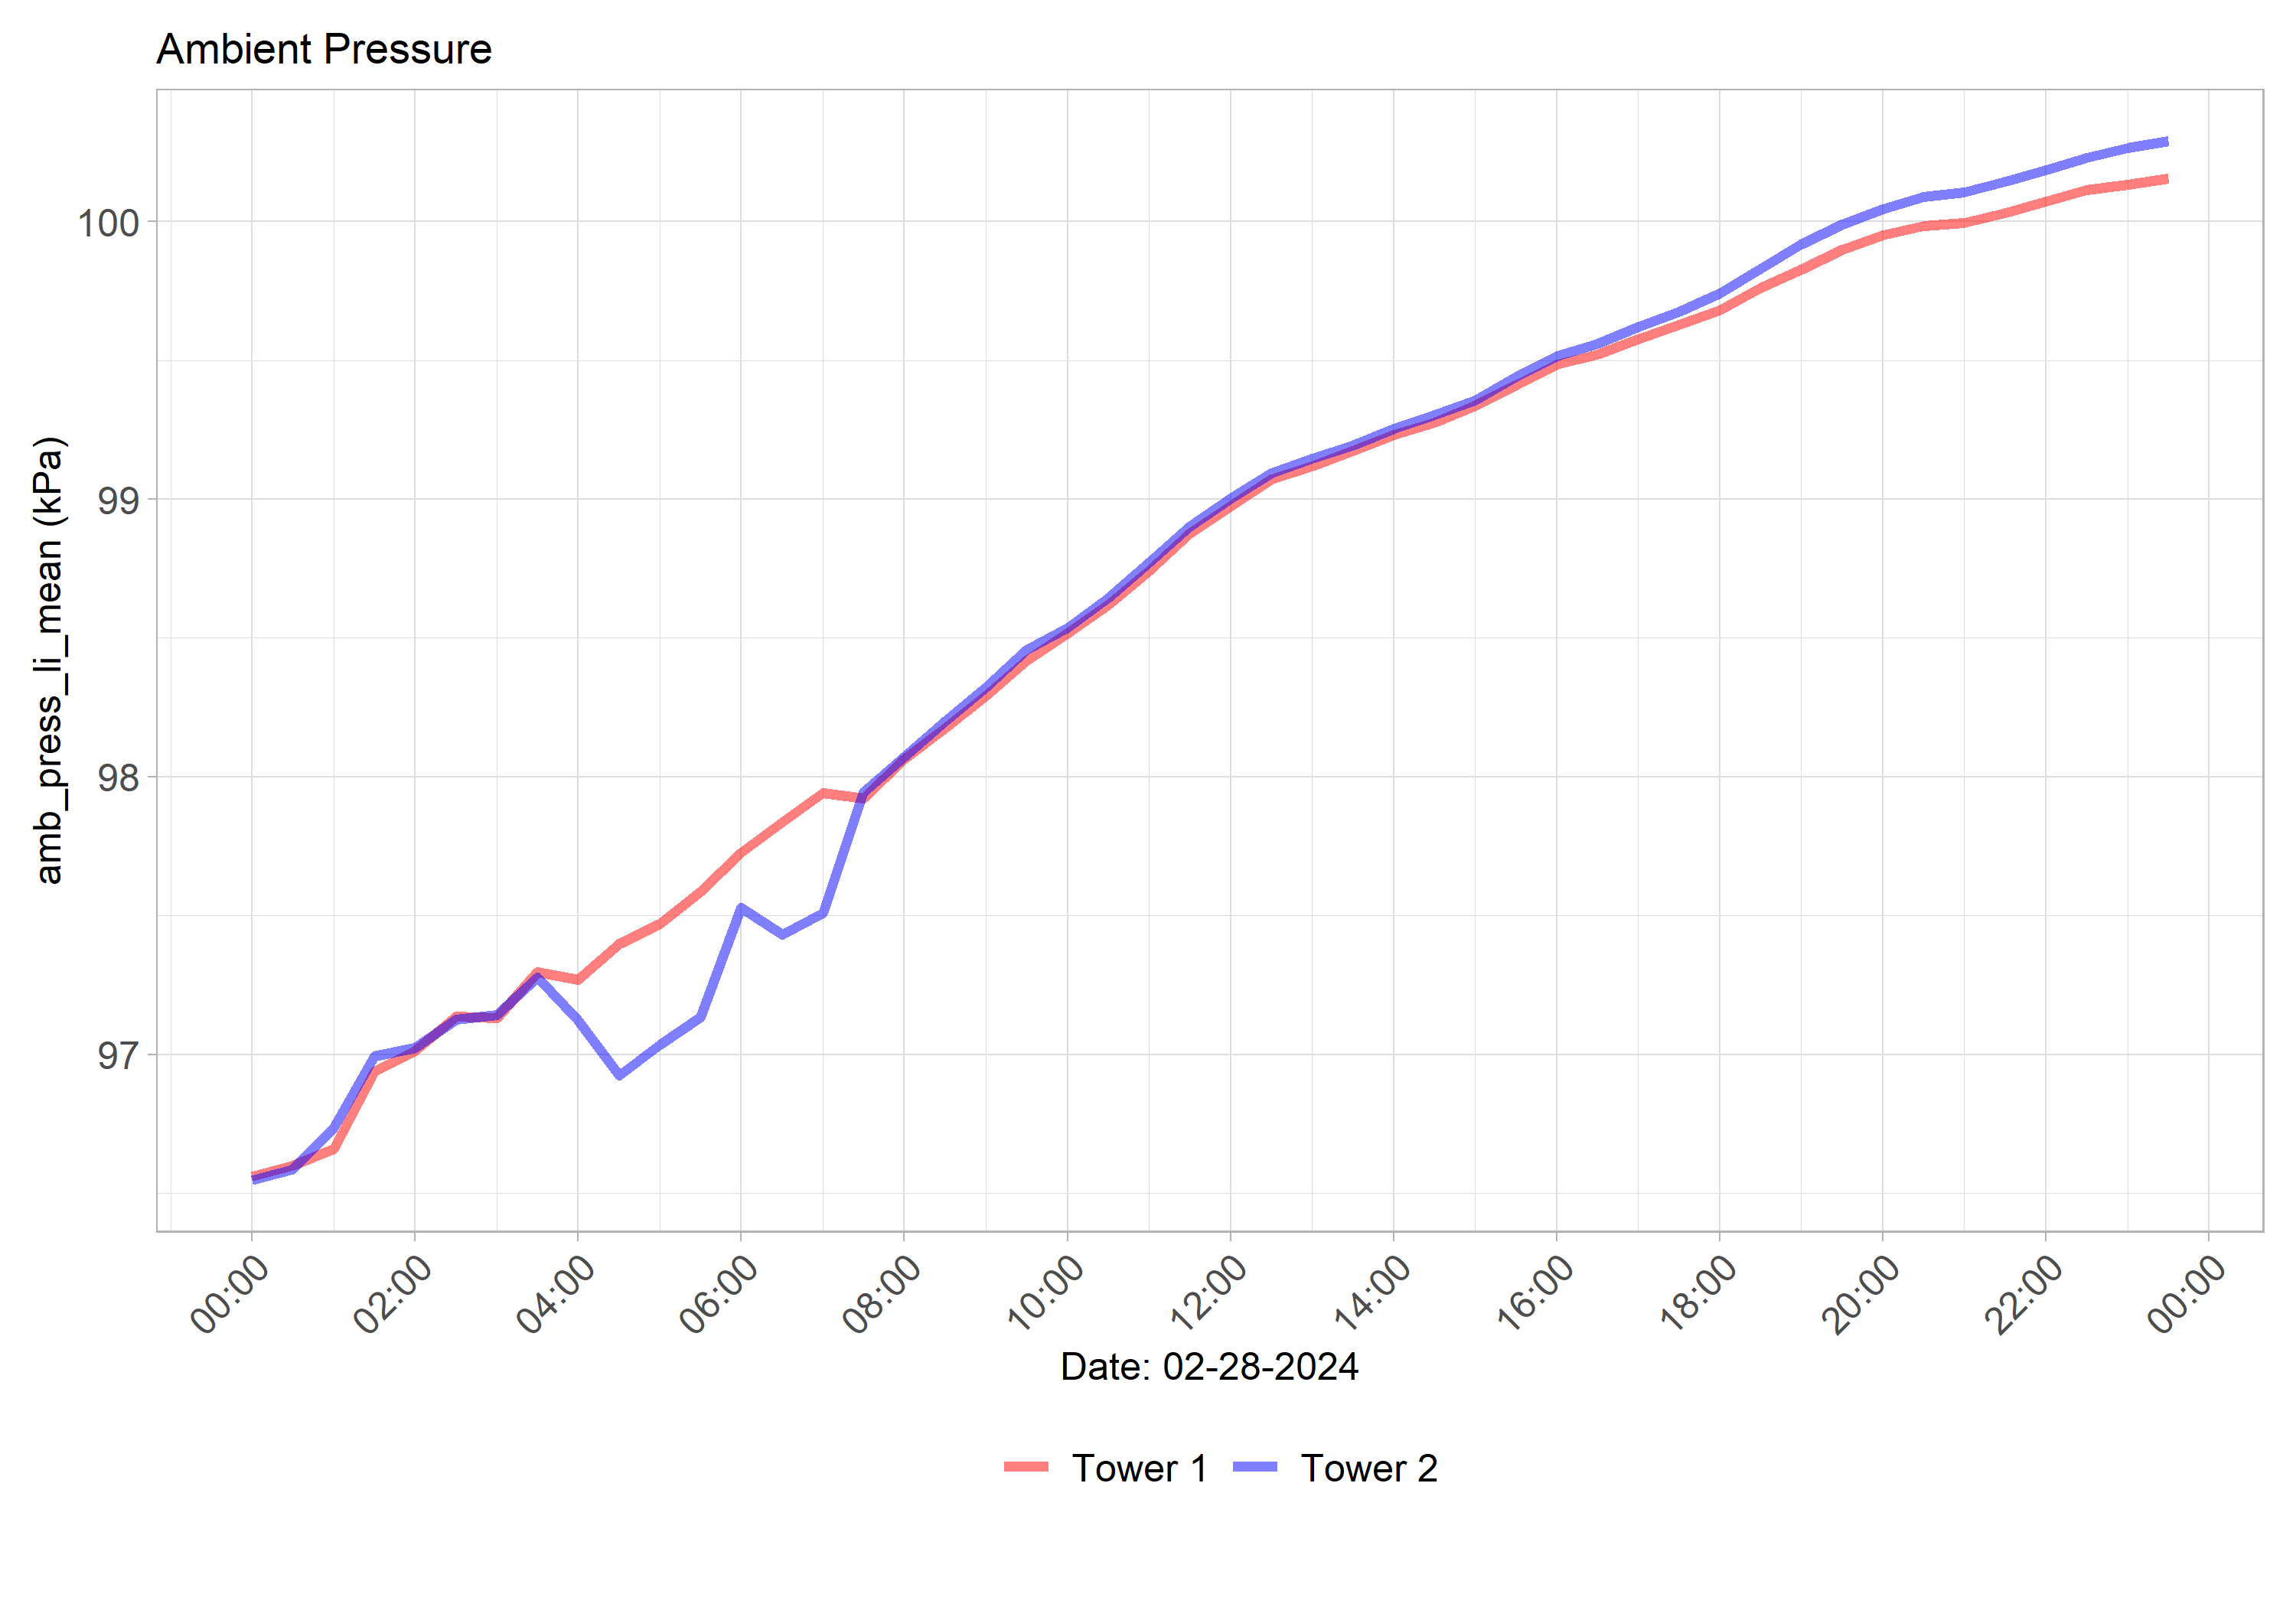 Ambient Pressure
amb_press_li_mean (kPa)
100
99
98
97
00:00 02:00 04:00 06:00 08:00 10:00 12:00 14:00 16:00 18:00 20:00 22:00 00:00
Date: 02-28-2024
Tower 1 Tower 2